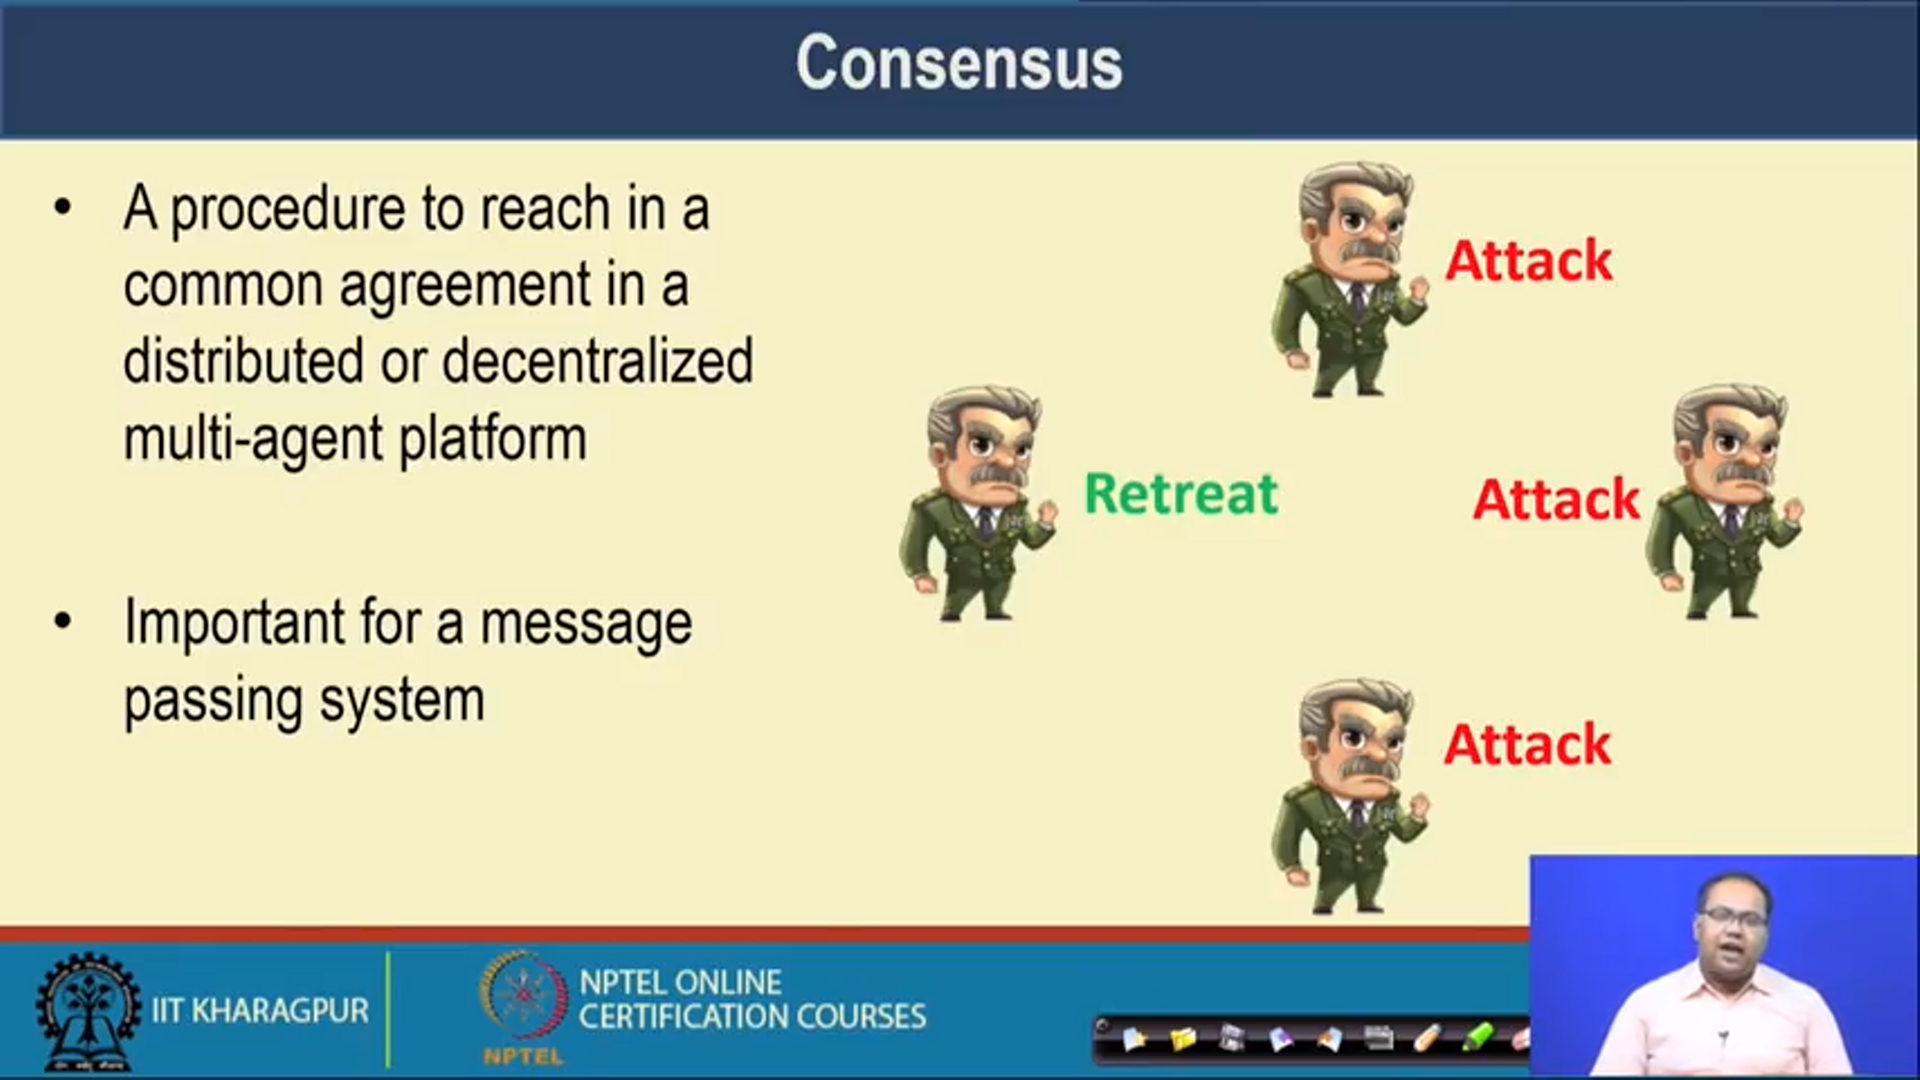 Consensus
• A procedure to reach in a
common agreement in a
distributed or decentralized
multi-agent platform
• Important for a message
passing system
Attack
Retreat
Attack
Attack
IIT KHARAGPUR
NPTEL ONLINE
CERTIFICATION COURSES
NPTEL